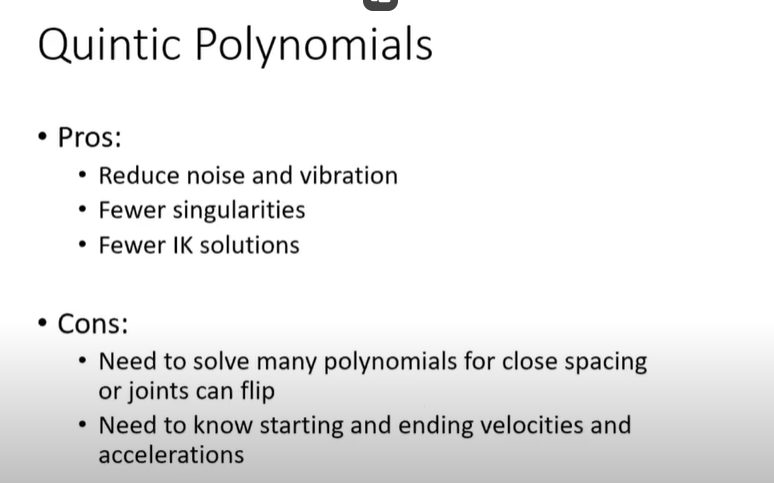 Quintic Polynomials
• Pros:
• Reduce noise and vibration
• Fewer singularities
• Fewer IK solutions
• Cons:
• Need to solve many polynomials for close spacing
or joints can flip
• Need to know starting and ending velocities and
accelerations